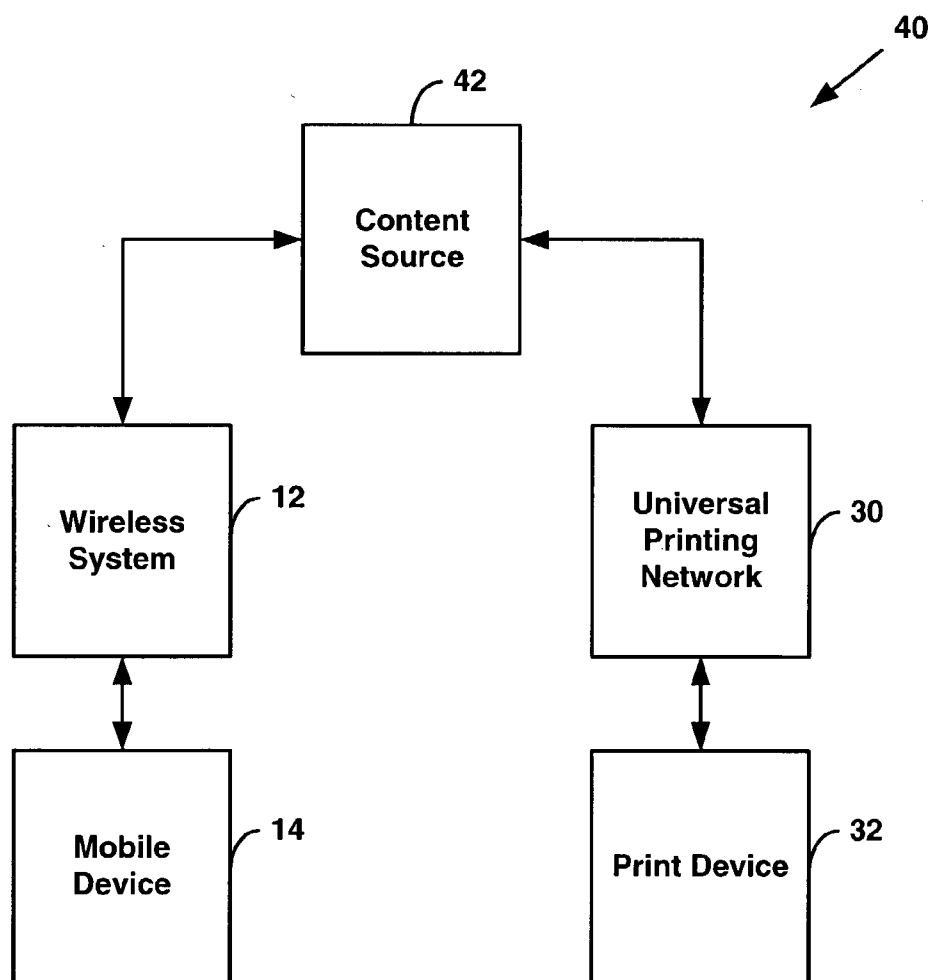 40
42
Content
Source
12
Wireless
System
30
Universal
Printing
Network
14
Mobile
Device
32
Print Device